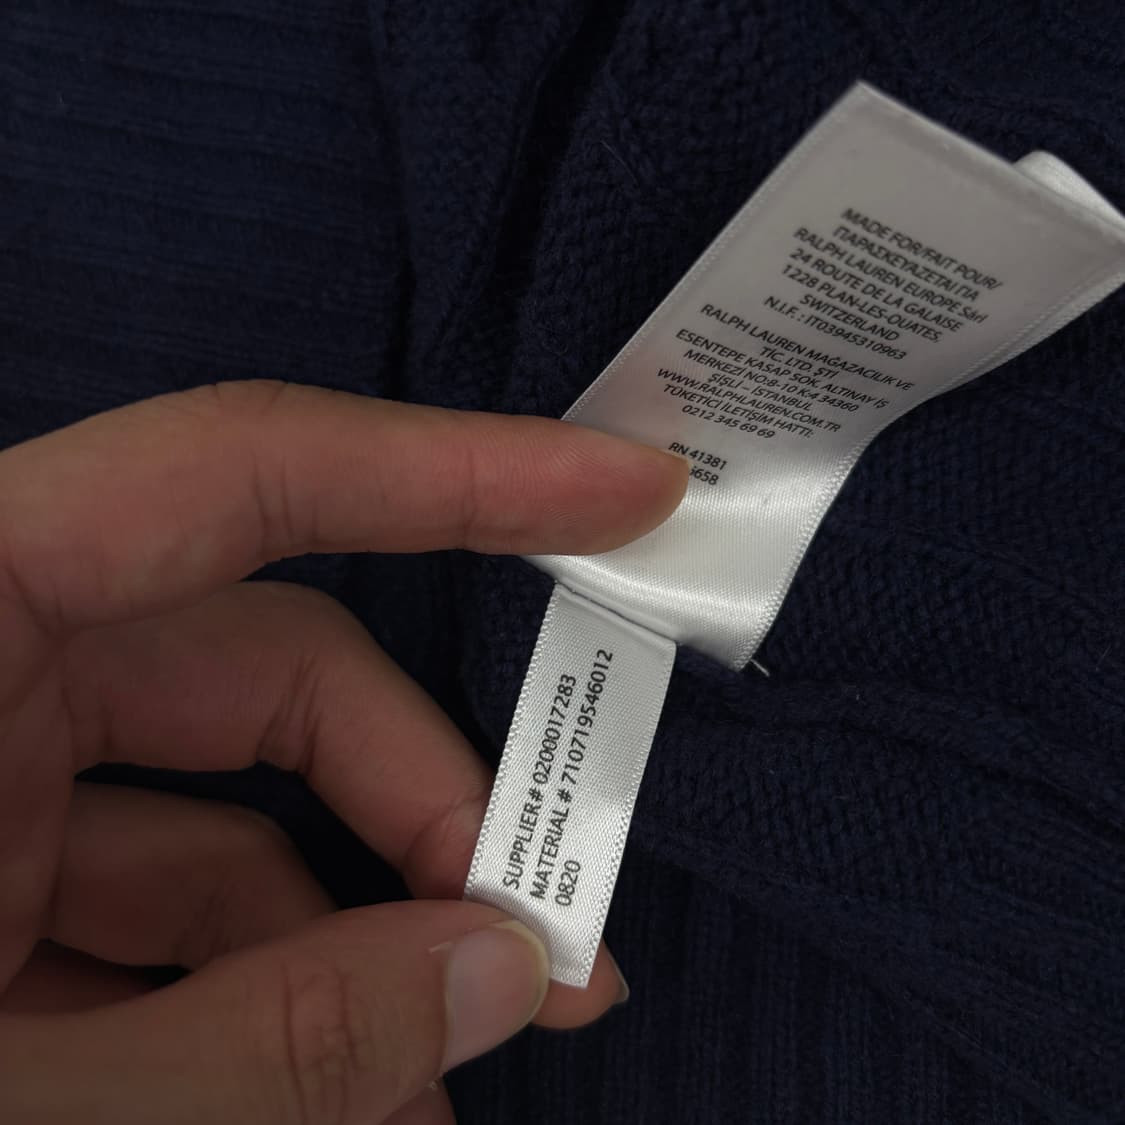 MADE FOR/FAIT POUR/
ΠΑΡΑΣΚΕΥΑΖΕΤΑΙ ΓΙΑ
RALPH LAUREN EUROPE Sàrl
24 ROUTE DE LA GALAISE
1228 PLAN-LES-OUATES,
SWITZERLAND
N.I.F. : IT03945310963
RALPH LAUREN MAĞAZACILIK VE
TİC. LTD. ŞTİ
ESENTEPE KASAP SOK. ALTINAY İŞ
MERKEZİ NO:8-10 K:4 34360
ŞİŞLİ – İSTANBUL
WWW.RALPHLAUREN.COM.TR
TÜKETİCİ İLETİŞİM HATTI:
0212 345 69 69
RN 41381
SUPPLIER# 0200017283
MATERIAL # 710719546012
0820